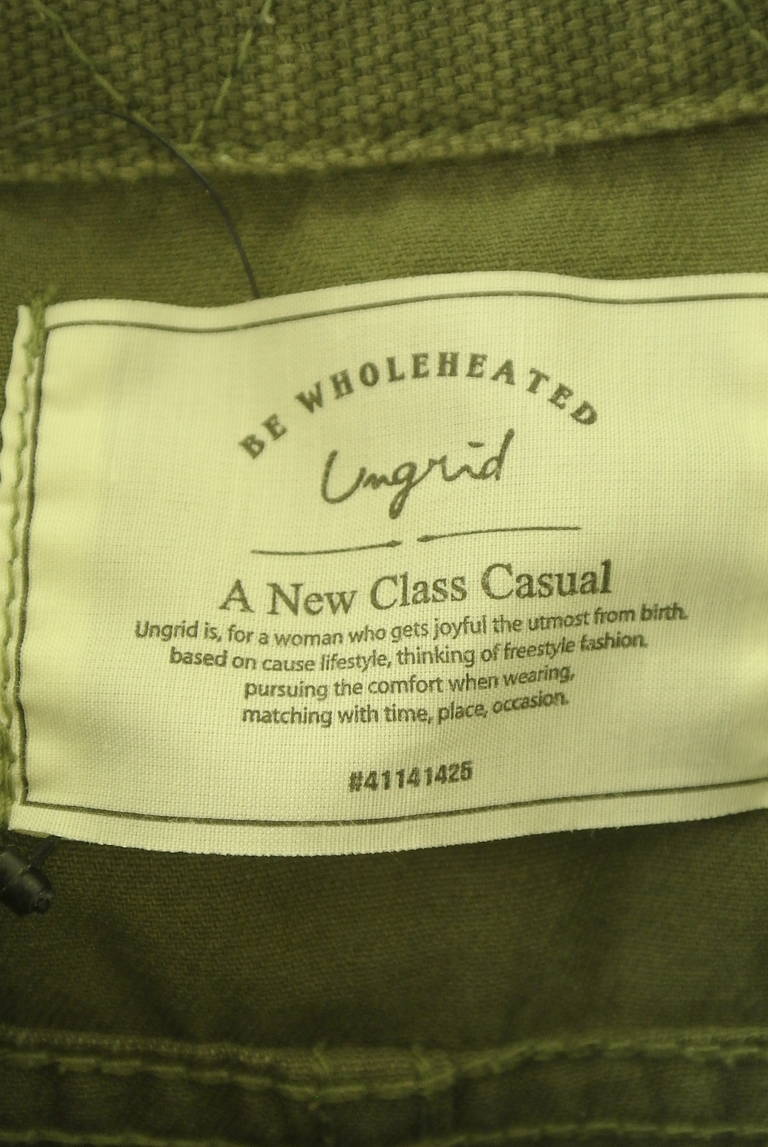 BE WHOLEHEATED
Ungrid
A New Class Casual
Ungrid is, for a woman who gets joyful the utmost from birth.
based on cause lifestyle, thinking of freestyle fashion.
pursuing the comfort when wearing,
matching with time, place, occasion.
#41141425